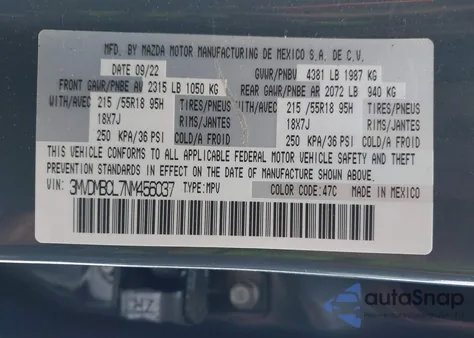 MFD. BY MAZDA MOTOR MANUFACTURING DE MEXICO S.A. DE C.V.
DATE 09/22 GVWR/PNBV 4381 LB 1987 KG
FRONT GAWR/PNBE AV 2315 LB 1050 KG REAR GAWR/PNBE AR 2072 LB 940 KG
WITH/AVEC 215 /55R18 95H TIRES/PNEUS WITH/AVEC 215 /55R18 95H TIRES/PNEUS
18X7J RIMS/JANTES 18X7J RIMS/JANTES
250 KPA/36 PSI COLD/A FROID 250 KPA/36 PSI COLD/A FROID
THIS VEHICLE CONFORMS TO ALL APPLICABLE FEDERAL MOTOR VEHICLE SAFETY AND THEFT
PREVENTION STANDARDS IN EFFECT ON THE DATE OF MANUFACTURE SHOWN ABOVE.
VIN: 3MVDMBCL7NM456037 TYPE: MPV COLOR CODE: 47C MADE IN MEXICO
ZR
autoSnap